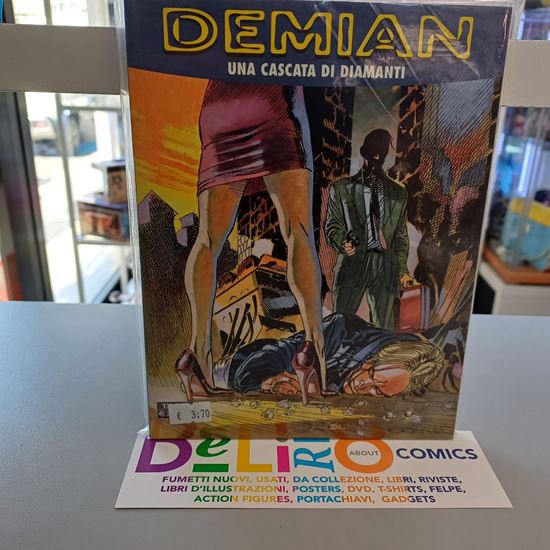 DEMIAN
UNA CASCATA DI DIAMANTI
€ 3.70
DeLiRiO
ABOUT
COMICS
FUMETTI NUOVI, USATI, DA COLLEZIONE, LIBRI, RIVISTE,
LIBRI D'ILLUSTRAZIONI, POSTERS, DVD, T-SHIRTS, FELPE,
ACTION FIGURES, PORTACHIAVI, GADGETS